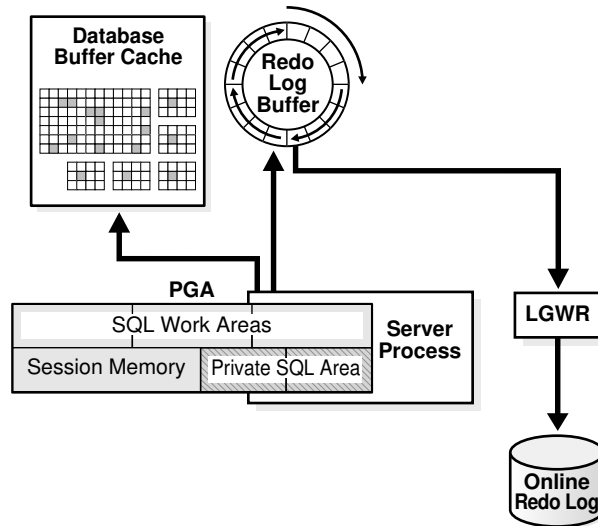 Database
Buffer Cache
Redo
Log
Buffer
PGA
SQL Work Areas
Server
Process
Session Memory
Private SQL Area
LGWR
Online
Redo Log